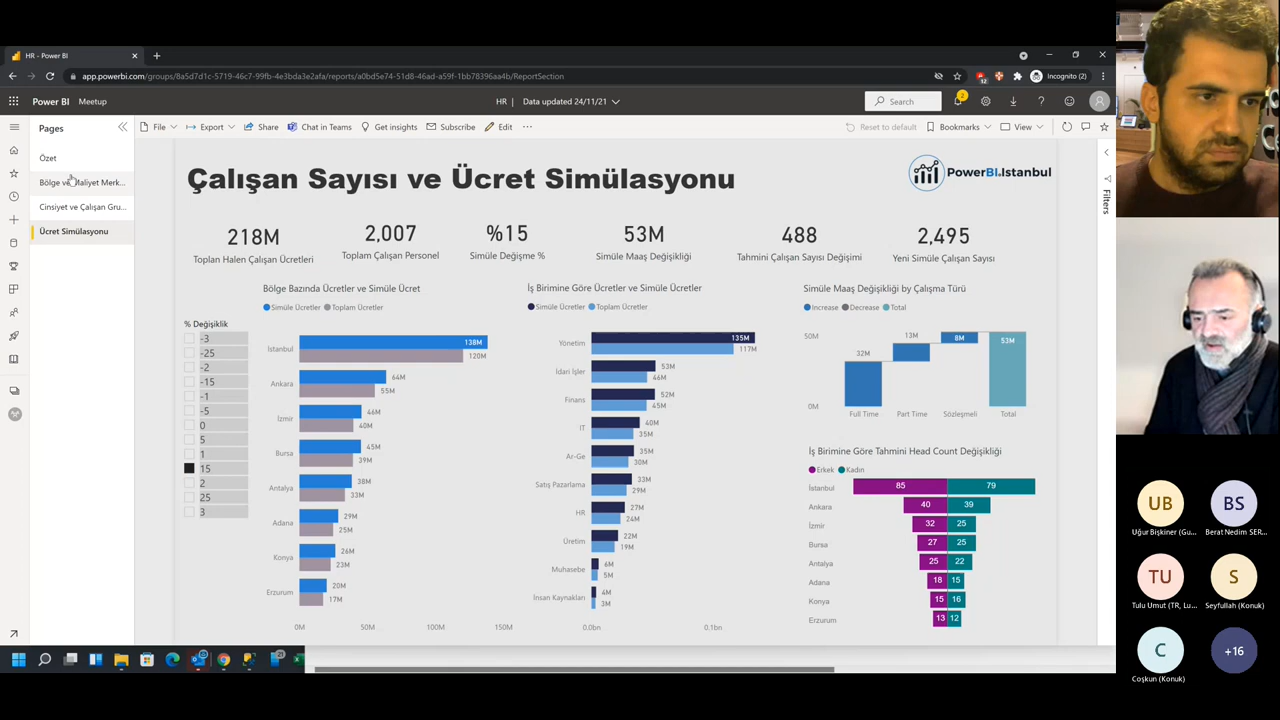 HR - Power BI
app.powerbi.com/groups/8a5d7d1c-5719-46c7-99fb-4e3bda3e2afa/reports/a0bd5e74-51d8-46ad-a59f-1bb78396aa4b/ReportSection
12
Incognito (2)
Power BI
Meetup
HR | Data updated 24/11/21
Search
2
Pages
File
Export
Share
Chat in Teams
Get insights
Subscribe
Edit
Reset to default
Bookmarks
View
Özet
Bölge ve Maliyet Merk...
Cinsiyet ve Çalışan Gru...
Ücret Simülasyonu
Filters
Çalışan Sayısı ve Ücret Simülasyonu
PowerBI.Istanbul
218M
Toplan Halen Çalışan Ücretleri
2,007
Toplam Çalışan Personel
%15
Simüle Değişme %
53M
Simüle Maaş Değişikliği
488
Tahmini Çalışan Sayısı Değişimi
2,495
Yeni Simüle Çalışan Sayısı
% Değişiklik
-3
-25
-2
-15
-1
-5
0
5
1
15
2
25
3
Bölge Bazında Ücretler ve Simüle Ücret
Simüle Ücretler Toplam Ücretler
İstanbul 138M 120M
Ankara 64M 55M
İzmir 46M 40M
Bursa 45M 39M
Antalya 38M 33M
Adana 29M 25M
Konya 26M 23M
Erzurum 20M 17M
0M 50M 100M 150M
İş Birimine Göre Ücretler ve Simüle Ücretler
Simüle Ücretler Toplam Ücretler
Yönetim 135M 117M
İdari İşler 53M 46M
Finans 52M 45M
IT 40M 35M
Ar-Ge 35M 30M
Satış Pazarlama 33M 29M
HR 27M 24M
Üretim 22M 19M
Muhasebe 6M 5M
İnsan Kaynakları 4M 3M
0,0bn 0,1bn
Simüle Maaş Değişikliği by Çalışma Türü
Increase Decrease Total
50M
0M
32M 13M 8M 53M
Full Time Part Time Sözleşmeli Total
İş Birimine Göre Tahmini Head Count Değişikliği
Erkek Kadın
İstanbul 85 79
Ankara 40 39
İzmir 32 25
Bursa 27 25
Antalya 25 22
Adana 18 15
Konya 15 16
Erzurum 13 12
UB
Uğur Bişkiner (Gu...
BS
Berat Nedim SER...
TU
Tulu Umut (TR, Lu...
S
Seyfullah (Konuk)
C
Coşkun (Konuk)
+16